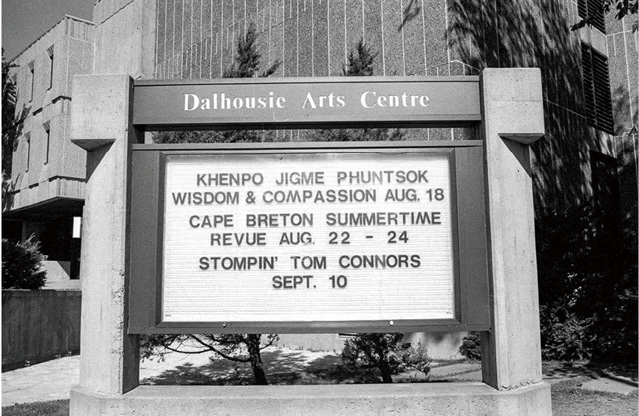 Dalhousie Arts Centre
KHENPO JIGME PHUNTSOK
WISDOM & COMPASSION AUG. 18
CAPE BRETON SUMMERTIME
REVUE AUG. 22 - 24
STOMPIN' TOM CONNORS
SEPT. 10